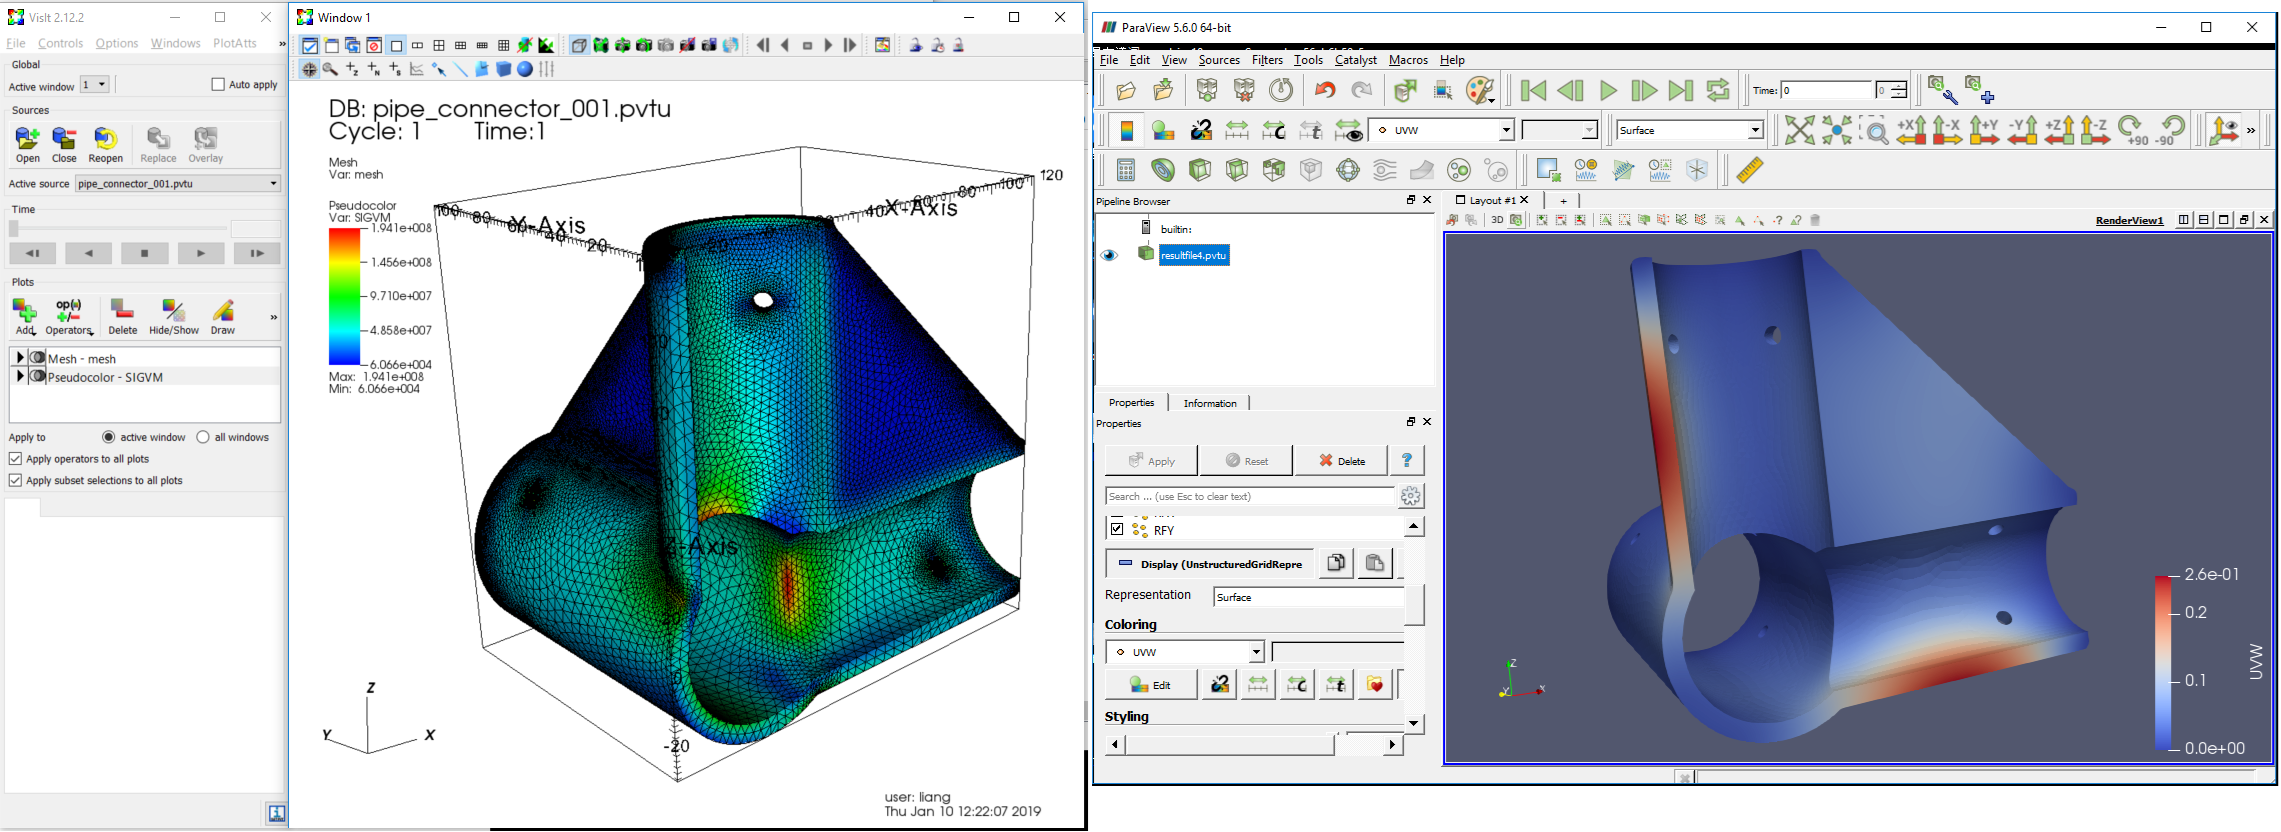 VisIt 2.12.2
File Controls Options Windows PlotAtts »
Global
Active window 1 Auto apply
Sources
Open Close Reopen Replace Overlay
Active source pipe_connector_001.pvtu
Time
Plots
op(*)
+/-
Add Operators Delete Hide/Show Draw »
Mesh - mesh
Pseudocolor - SIGVM
Apply to active window all windows
Apply operators to all plots
Apply subset selections to all plots
Window 1
DB: pipe_connector_001.pvtu
Cycle: 1 Time:1
Mesh
Var: mesh
Pseudocolor
Var: SIGVM
1.941e+008
1.456e+008
9.710e+007
4.858e+007
6.066e+004
Max: 1.941e+008
Min: 6.066e+004
100 80 60 40 20
Y-Axis
40 60 80 100 120
X-Axis
Z-Axis
-20
Z
Y
X
user: liang
Thu Jan 10 12:22:07 2019
ParaView 5.6.0 64-bit
File Edit View Sources Filters Tools Catalyst Macros Help
Time: 0 0
UVW Surface +X -X +Y -Y +Z -Z +90 -90 »
Pipeline Browser
builtin:
resultfile4.pvtu
Properties Information
Properties
Apply Reset Delete ?
Search ... (use Esc to clear text)
RFY
Display (UnstructuredGridRepre
Representation Surface
Coloring
UVW
Edit
Styling
Layout #1 +
3D RenderView1
2.6e-01
0.2
0.1
0.0e+00
UVW
Z
Y
X